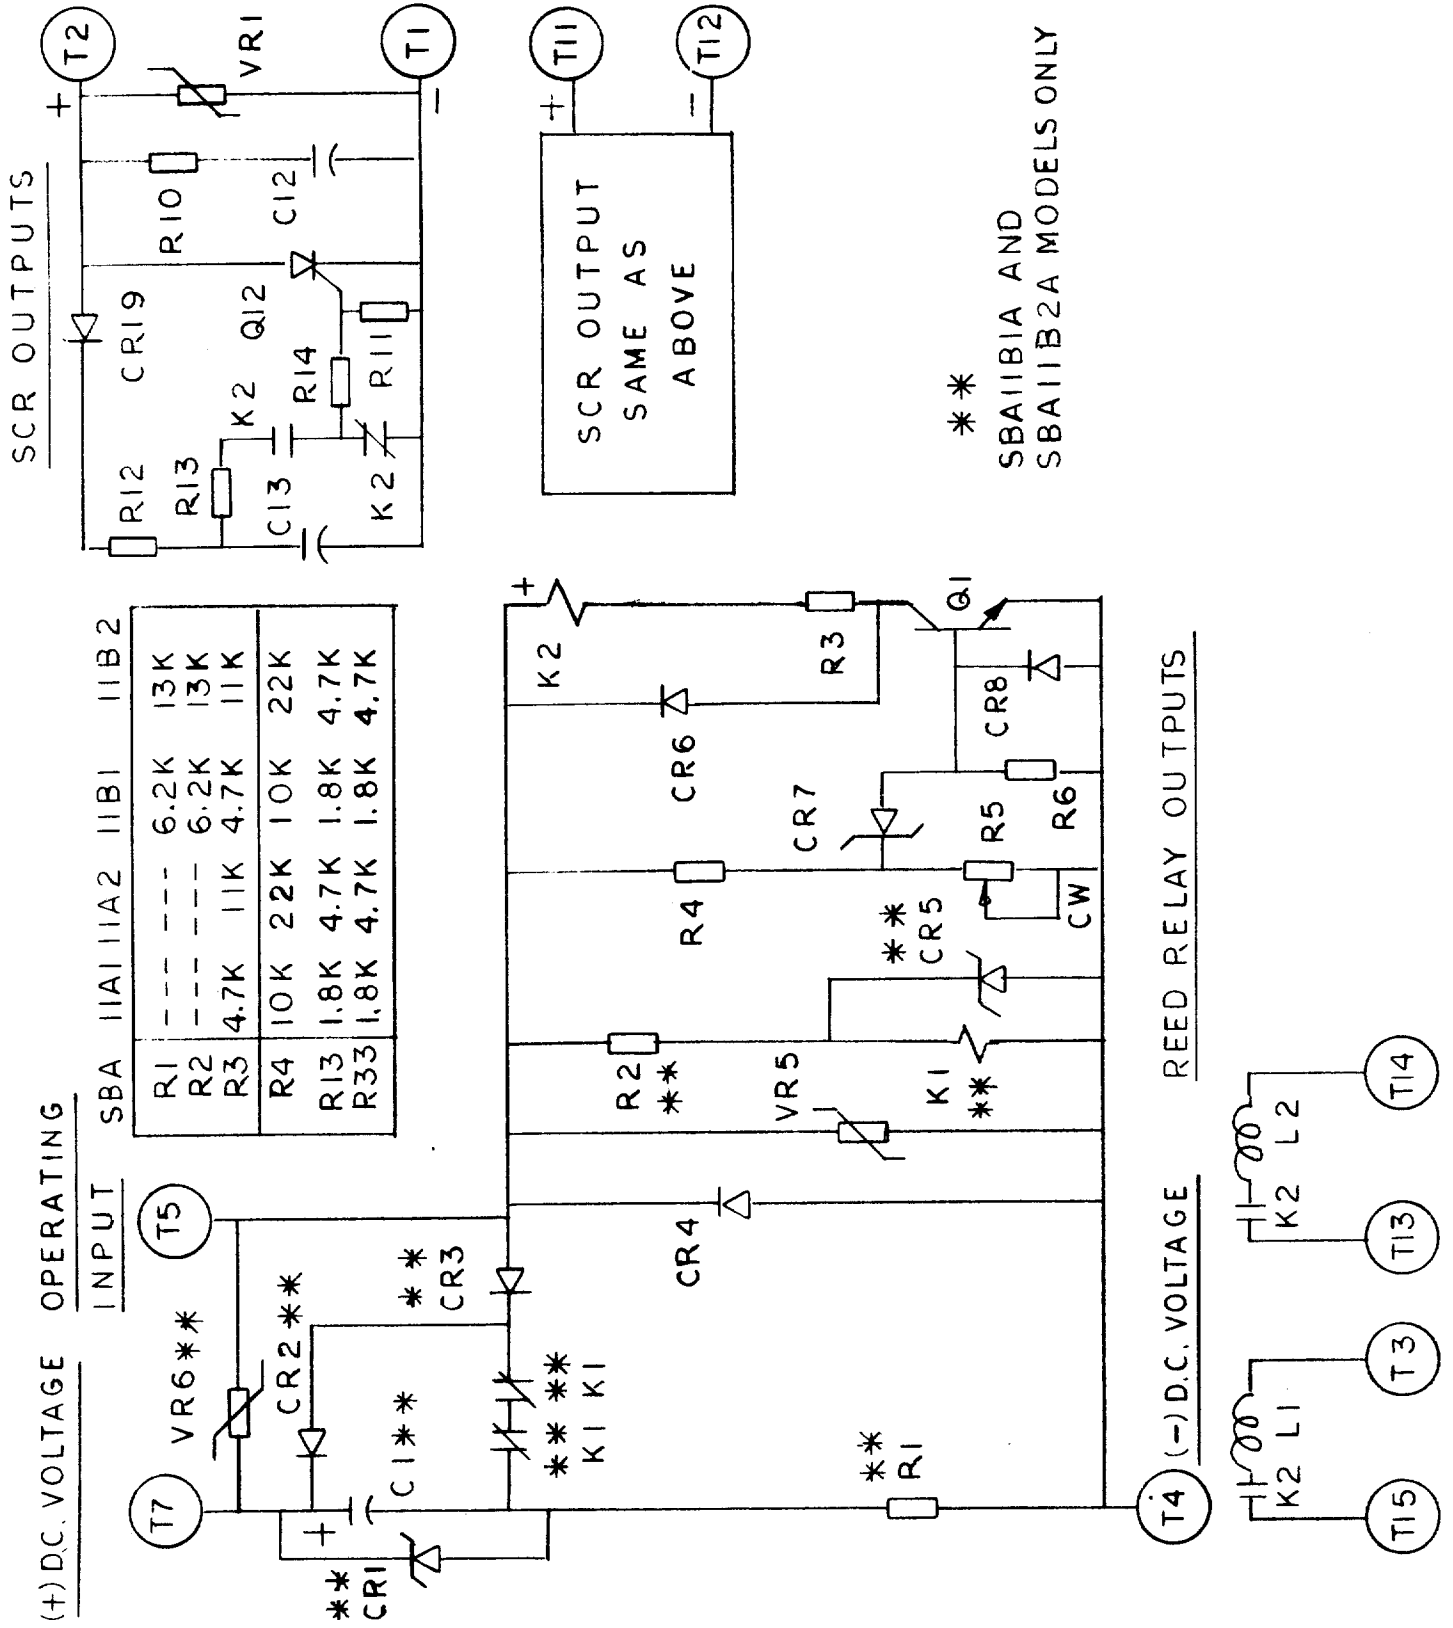 (+) D.C. VOLTAGE
OPERATING
INPUT
T7
T5
VR6**
CR2**
** CR3
C1**
+
** CR1
** **
K1 K1
** R1
T4
(-) D.C. VOLTAGE
CR4
VR5
R2
**
K1
**
** CR5
R4
CW
R5
R6
CR7
CR6
CR8
K2
+
R3
Q1
SBA 11A1 11A2 11B1 11B2
R1 ---- ---- 6.2K 13K
R2 ---- ---- 6.2K 13K
R3 4.7K 11K 4.7K 11K
R4 10K 22K 10K 22K
R13 1.8K 4.7K 1.8K 4.7K
R33 1.8K 4.7K 1.8K 4.7K
SCR OUTPUTS
T2
+
VR1
T1
-
R10
C12
CR19
Q12
R14
R11
K2
R12
R13
C13
K2
SCR OUTPUT
SAME AS
ABOVE
+
T11
-
T12
**
SBA11B1A AND
SBA11B2A MODELS ONLY
REED RELAY OUTPUTS
K2 L1
T15
T3
K2 L2
T13
T14